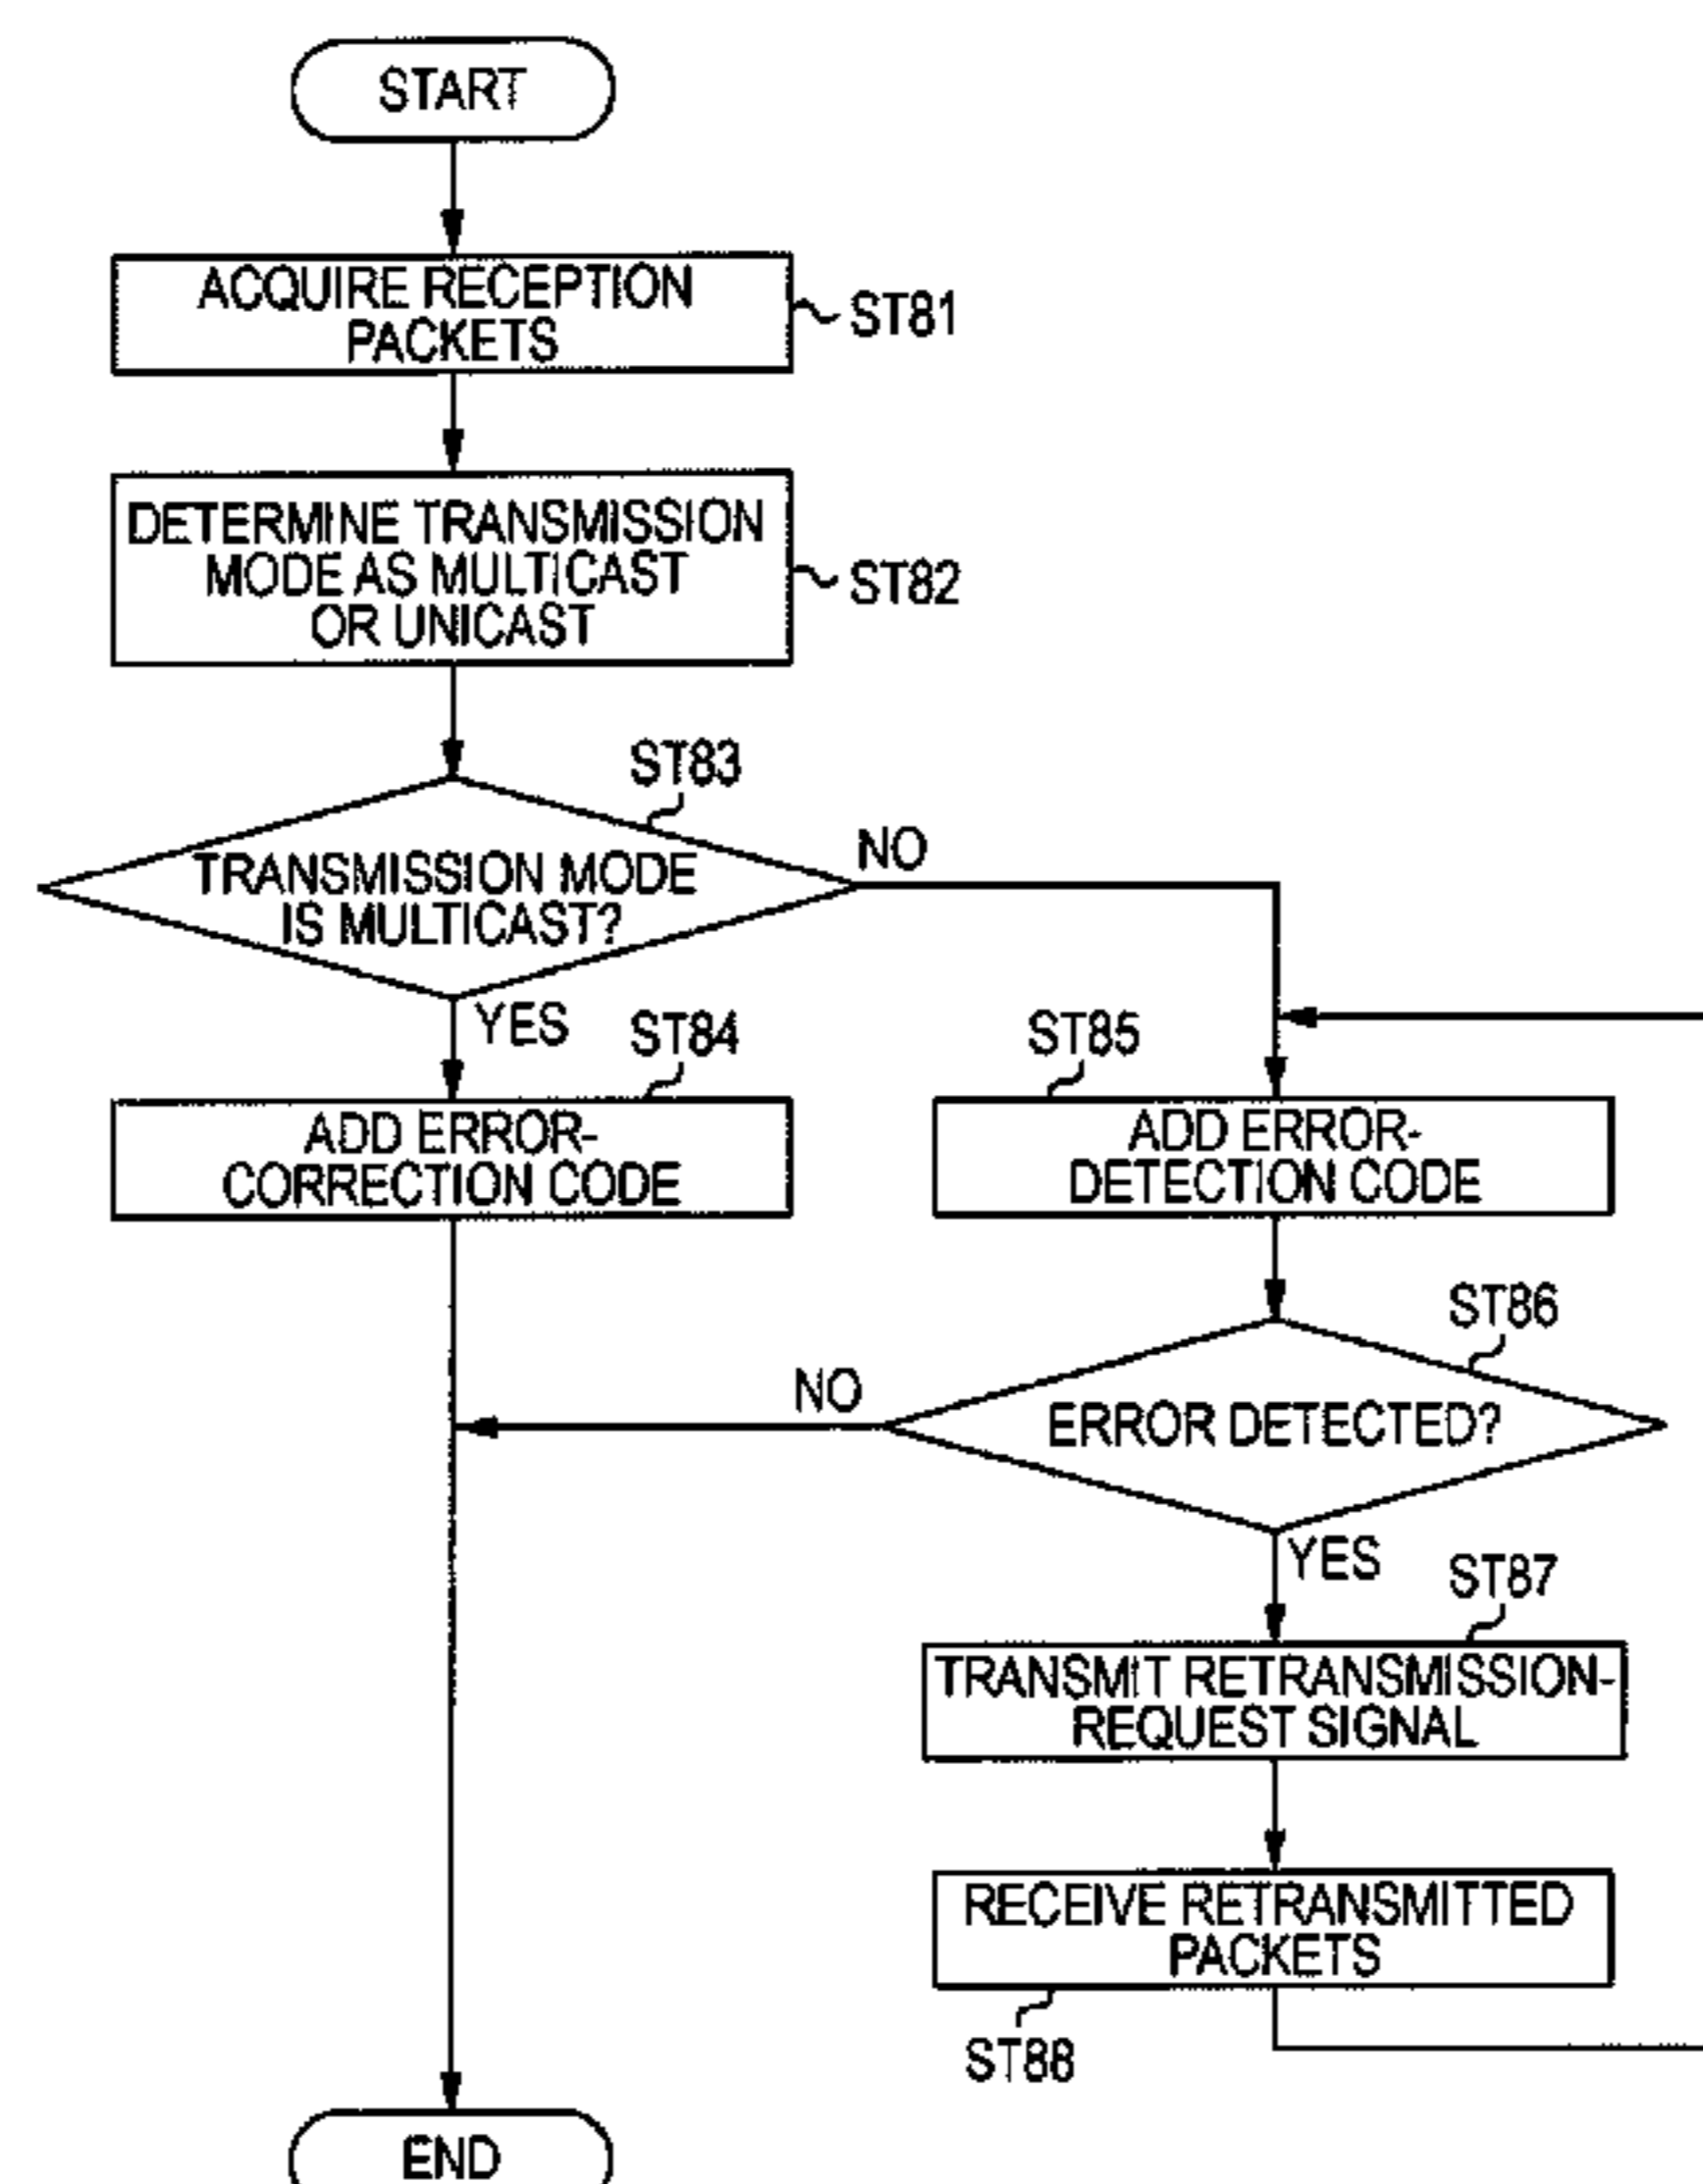 START
ACQUIRE RECEPTION
PACKETS
ST81
DETERMINE TRANSMISSION
MODE AS MULTICAST
OR UNICAST
ST82
ST83
TRANSMISSION MODE
IS MULTICAST?
NO
YES
ST84
ADD ERROR-
CORRECTION CODE
ST85
ADD ERROR-
DETECTION CODE
ST86
ERROR DETECTED?
NO
YES
ST87
TRANSMIT RETRANSMISSION-
REQUEST SIGNAL
RECEIVE RETRANSMITTED
PACKETS
ST88
END